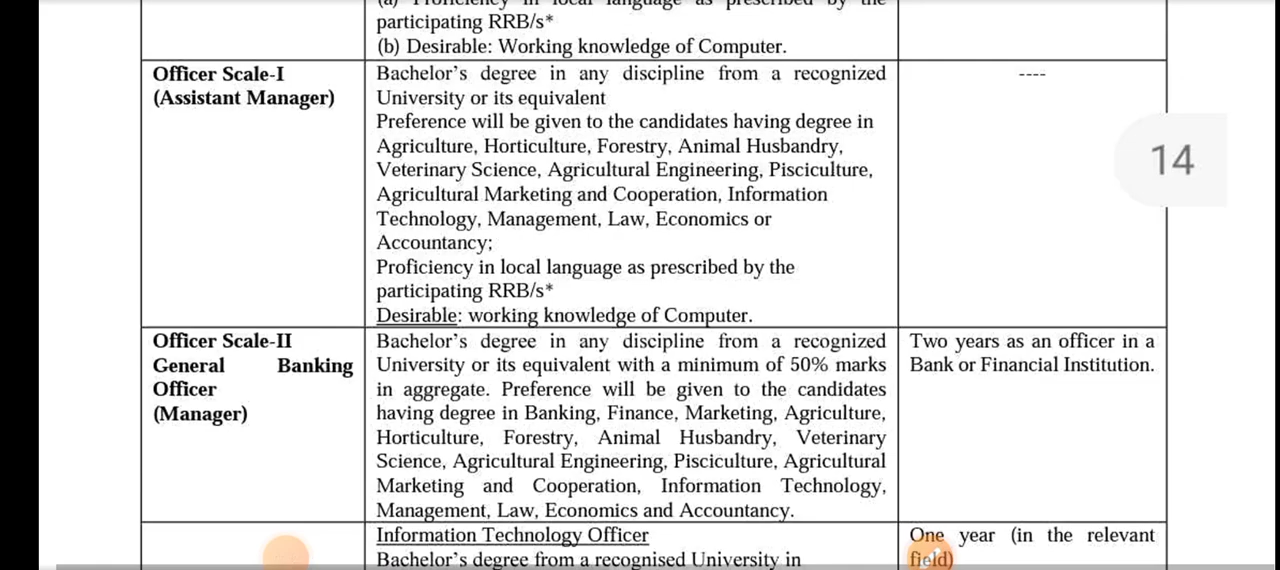 (a) Proficiency in local language as prescribed by the
participating RRB/s*
(b) Desirable: Working knowledge of Computer.
Officer Scale-I
(Assistant Manager)
Bachelor’s degree in any discipline from a recognized
University or its equivalent
Preference will be given to the candidates having degree in
Agriculture, Horticulture, Forestry, Animal Husbandry,
Veterinary Science, Agricultural Engineering, Pisciculture,
Agricultural Marketing and Cooperation, Information
Technology, Management, Law, Economics or
Accountancy;
Proficiency in local language as prescribed by the
participating RRB/s*
Desirable: working knowledge of Computer.
----
14
Officer Scale-II
General Banking
Officer
(Manager)
Bachelor’s degree in any discipline from a recognized
University or its equivalent with a minimum of 50% marks
in aggregate. Preference will be given to the candidates
having degree in Banking, Finance, Marketing, Agriculture,
Horticulture, Forestry, Animal Husbandry, Veterinary
Science, Agricultural Engineering, Pisciculture, Agricultural
Marketing and Cooperation, Information Technology,
Management, Law, Economics and Accountancy.
Two years as an officer in a
Bank or Financial Institution.
Information Technology Officer
Bachelor’s degree from a recognised University in
One year (in the relevant
field)